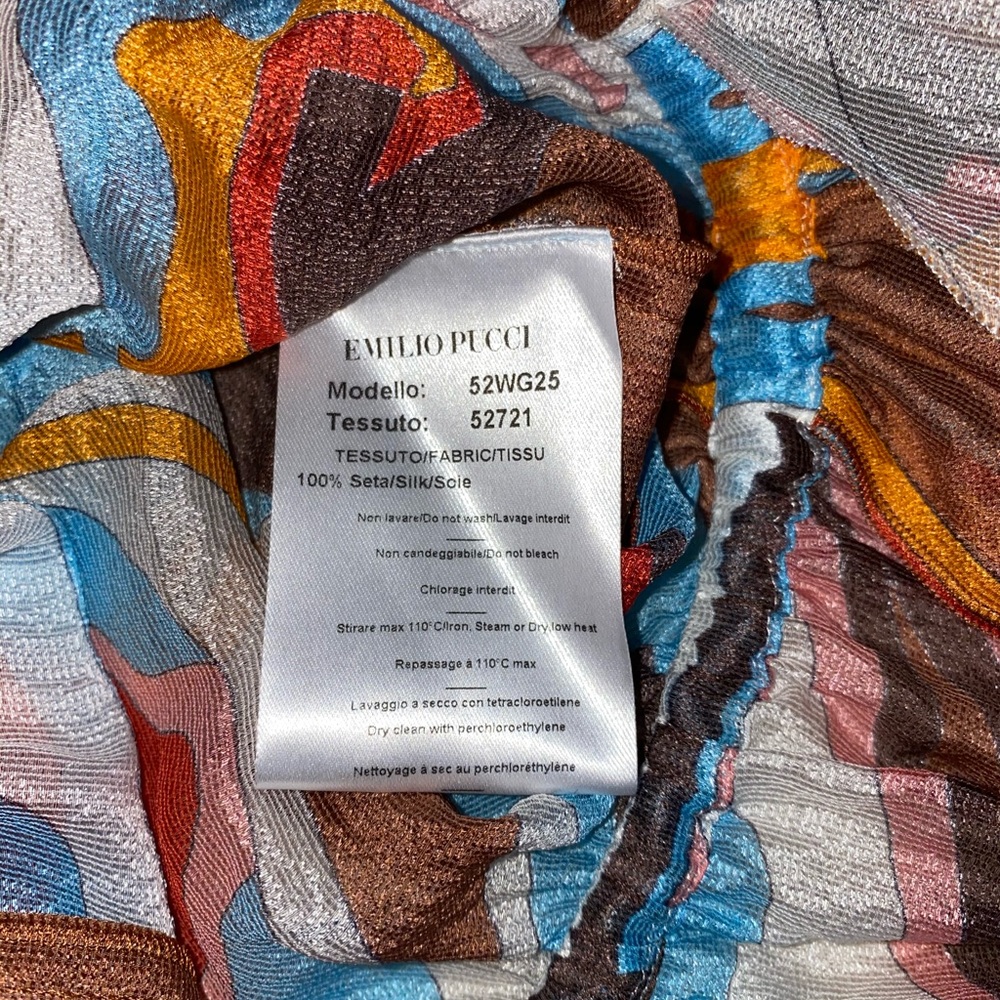 EMILIO PUCCI
Modello: 52WG25
Tessuto: 52721
TESSUTO/FABRIC/TISSU
100% Seta/Silk/Soie
Non lavare/Do not wash/Lavage interdit
Non candeggiabile/Do not bleach
Chlorage interdit
Stirare max 110°C/Iron, Steam or Dry,low heat
Repassage à 110°C max
Lavaggio a secco con tetracloroetilene
Dry clean with perchloroethylene
Nettoyage à sec au perchloréthylène